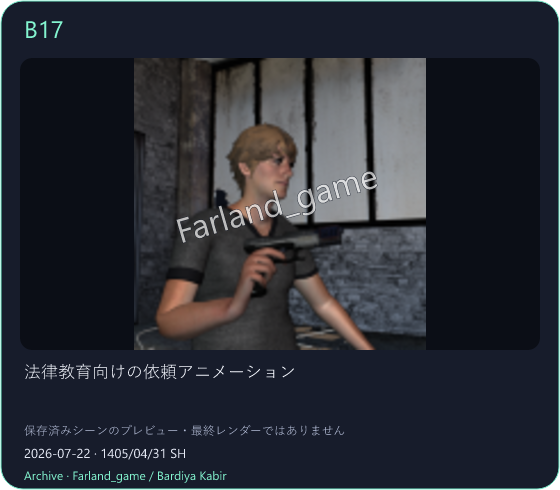 B17
Farland_game
法律教育向けの依頼アニメーション
保存済みシーンのプレビュー・最終レンダーではありません
2026-07-22 · 1405/04/31 SH
Archive · Farland_game / Bardiya Kabir